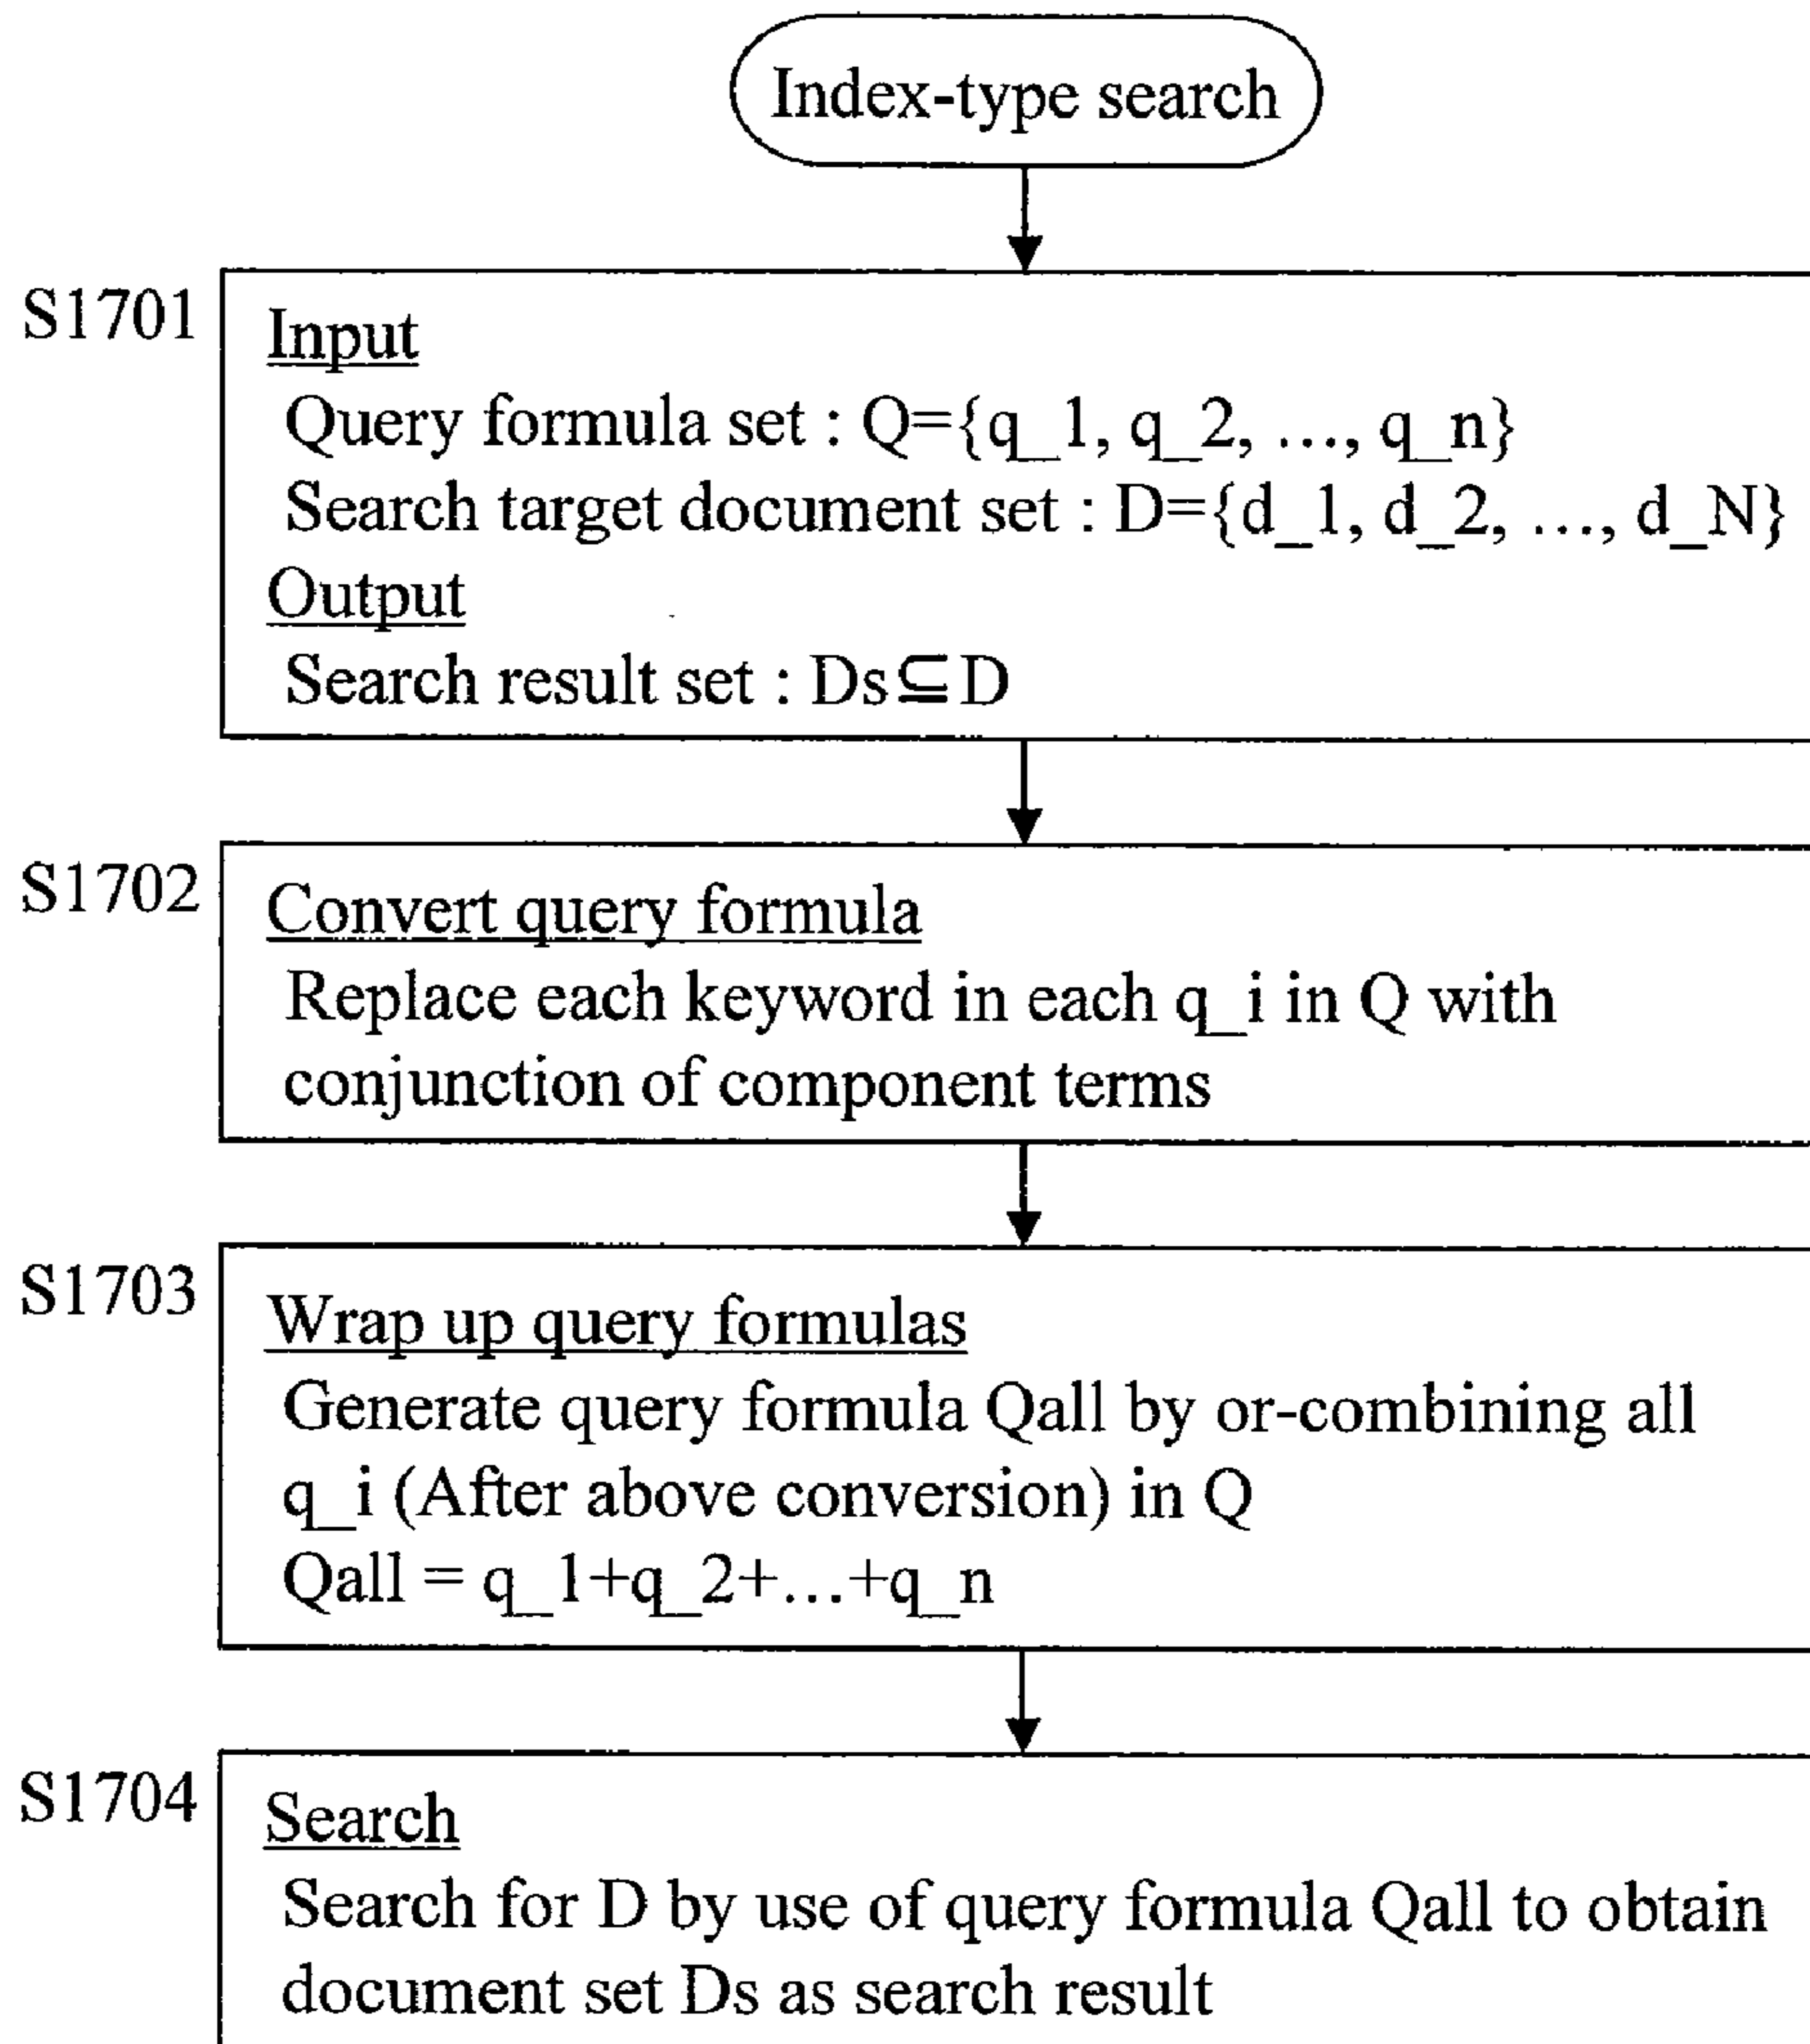 Index-type search
S1701
Input
Query formula set : Q={q_1, q_2, ..., q_n}
Search target document set : D={d_1, d_2, ..., d_N}
Output
Search result set : Ds⊆D
S1702
Convert query formula
Replace each keyword in each q_i in Q with
conjunction of component terms
S1703
Wrap up query formulas
Generate query formula Qall by or-combining all
q_i (After above conversion) in Q
Qall = q_1+q_2+...+q_n
S1704
Search
Search for D by use of query formula Qall to obtain
document set Ds as search result